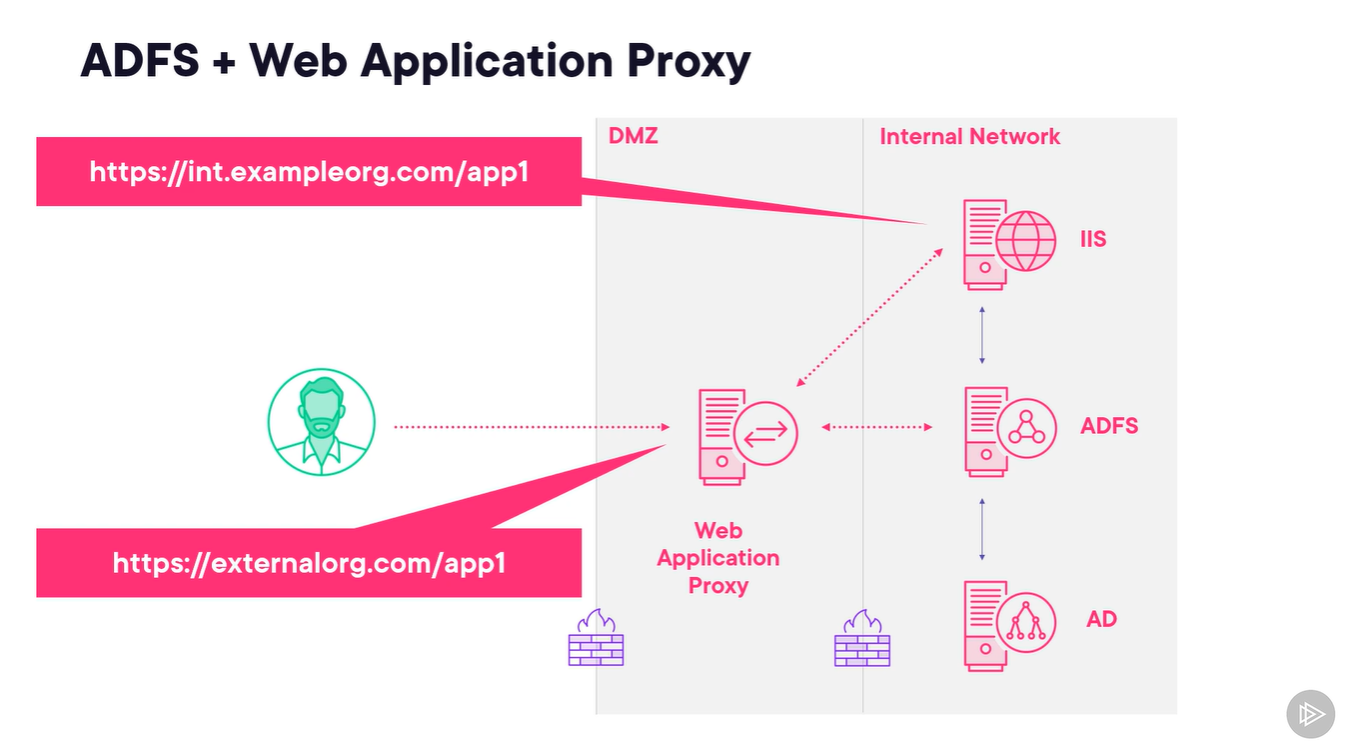 ADFS + Web Application Proxy
DMZ
Internal Network
https://int.exampleorg.com/app1
IIS
ADFS
Web
Application
Proxy
https://externalorg.com/app1
AD